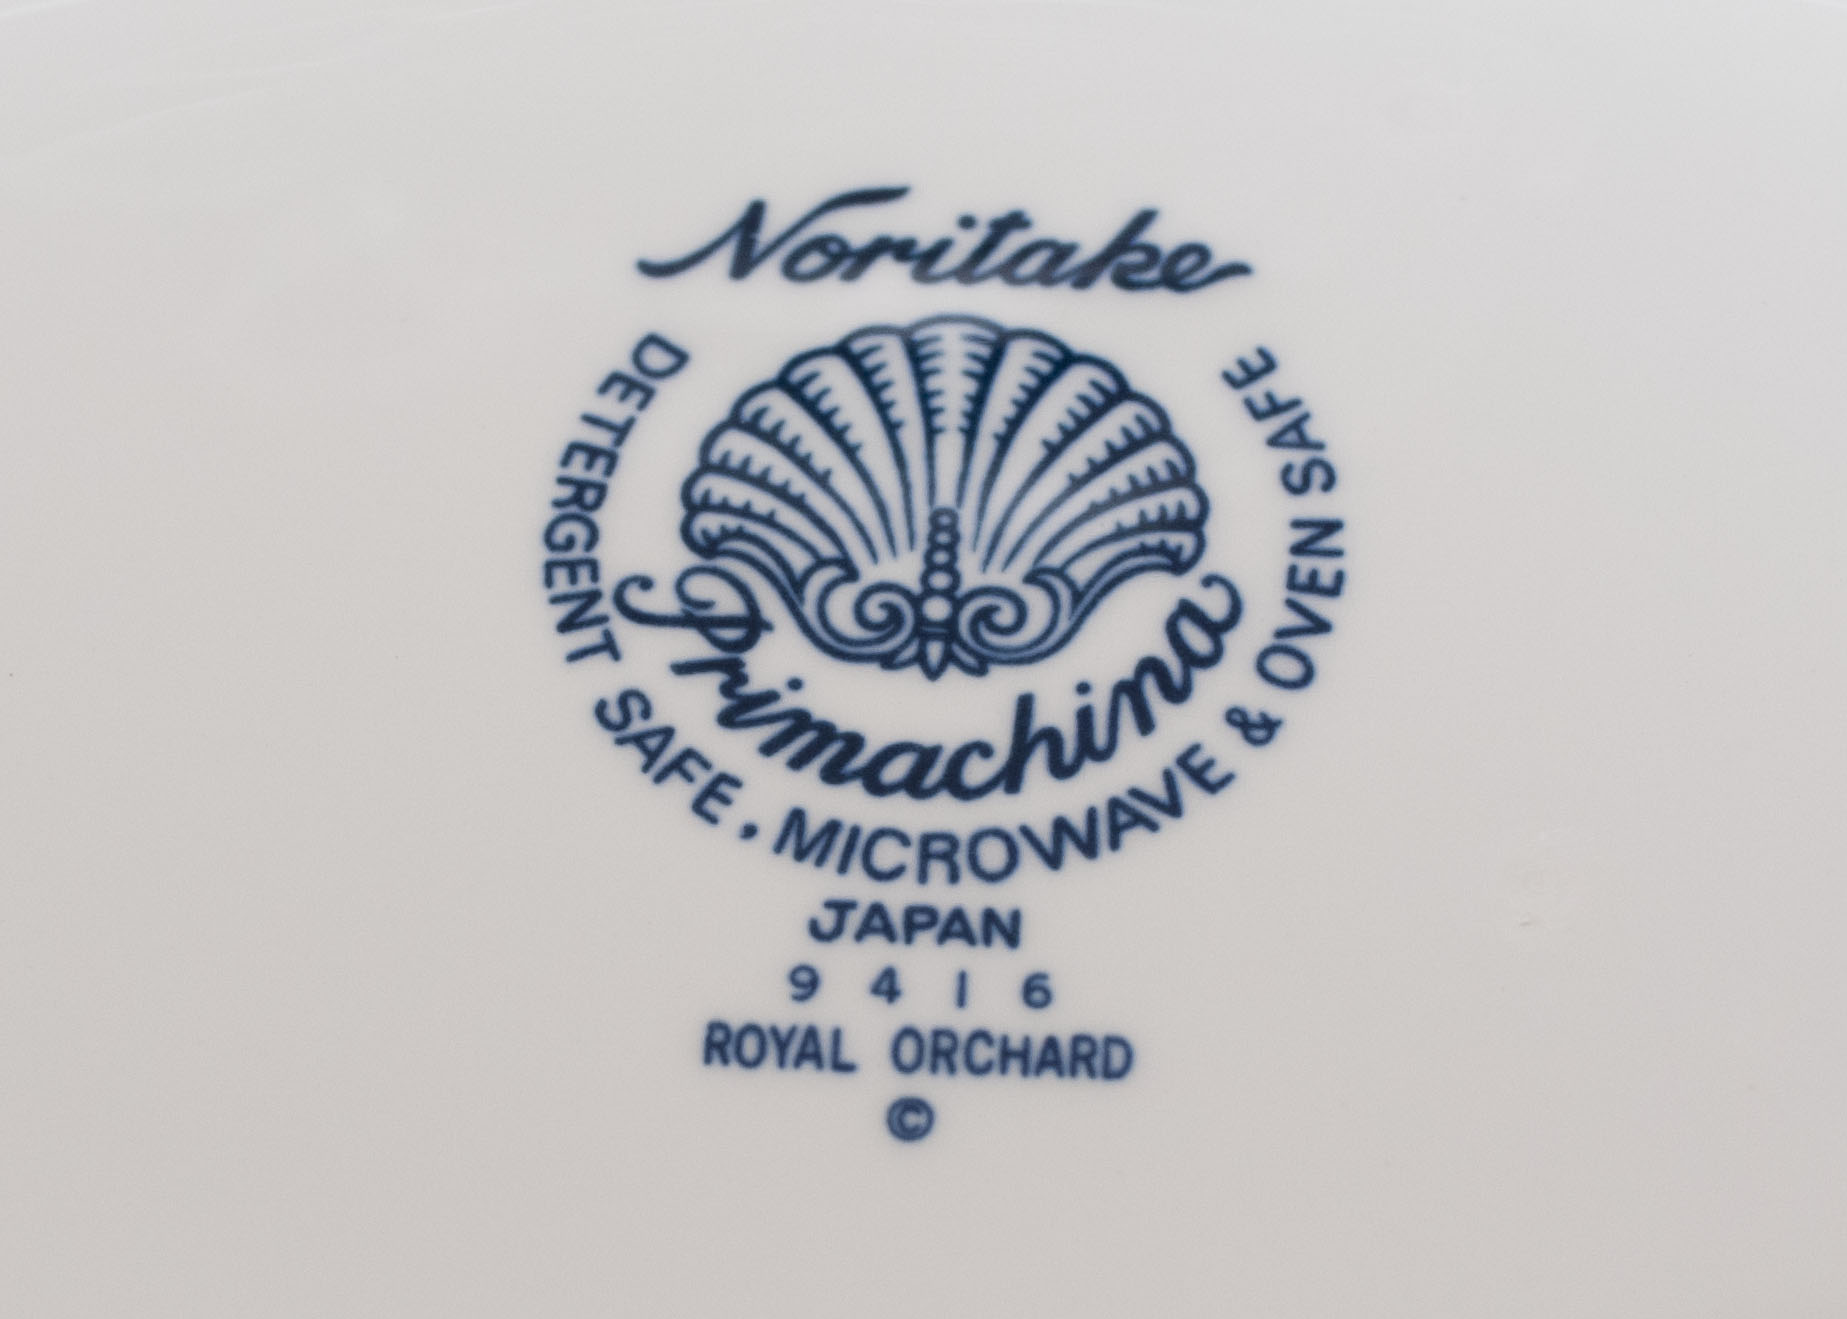 Noritake
Primachina
DETERGENT SAFE, MICROWAVE & OVEN SAFE
JAPAN
9416
ROYAL ORCHARD
©